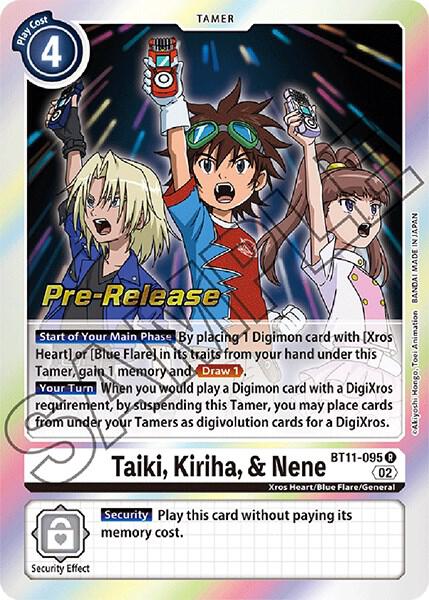 TAMER
Play Cost
4
SAMPLE
Pre-Release
Start of Your Main Phase By placing 1 Digimon card with [Xros
Heart] or [Blue Flare] in its traits from your hand under this
Tamer, gain 1 memory and <Draw 1>.
Your Turn When you would play a Digimon card with a DigiXros
requirement, by suspending this Tamer, you may place cards
from under your Tamers as digivolution cards for a DigiXros.
©Akiyoshi Hongo, Toei Animation BANDAI MADE IN JAPAN
Taiki, Kiriha, & Nene
BT11-095 R
02
Xros Heart/Blue Flare/General
Security Play this card without paying its
memory cost.
Security Effect